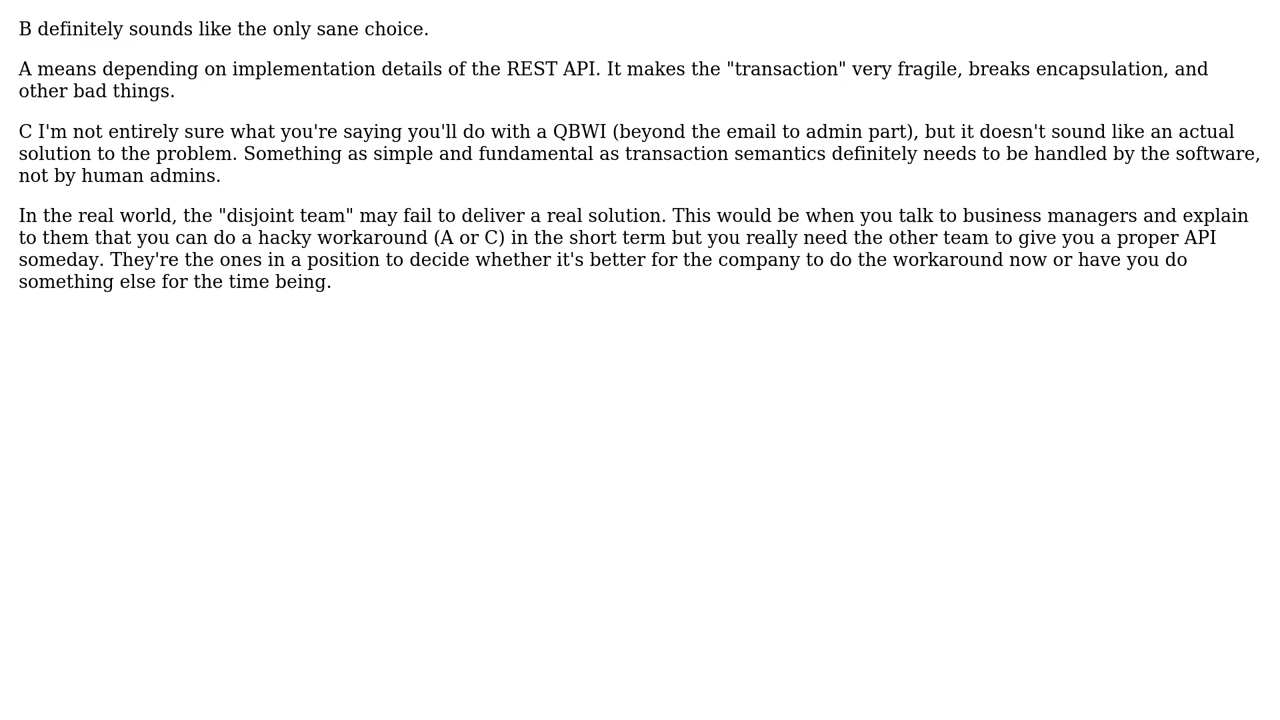 B definitely sounds like the only sane choice.
A means depending on implementation details of the REST API. It makes the "transaction" very fragile, breaks encapsulation, and
other bad things.
C I'm not entirely sure what you're saying you'll do with a QBWI (beyond the email to admin part), but it doesn't sound like an actual
solution to the problem. Something as simple and fundamental as transaction semantics definitely needs to be handled by the software,
not by human admins.
In the real world, the "disjoint team" may fail to deliver a real solution. This would be when you talk to business managers and explain
to them that you can do a hacky workaround (A or C) in the short term but you really need the other team to give you a proper API
someday. They're the ones in a position to decide whether it's better for the company to do the workaround now or have you do
something else for the time being.